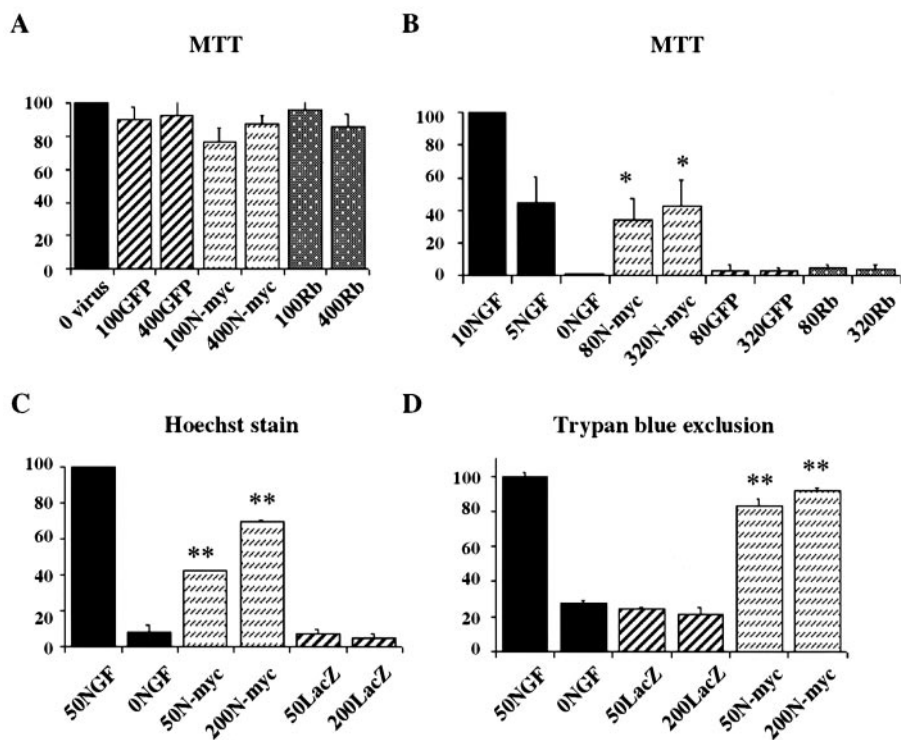 A
MTT
100
80
60
40
20
0
0 virus
100GFP
400GFP
100N-myc
400N-myc
100Rb
400Rb
B
MTT
100
80
60
40
20
0
* *
10NGF
5NGF
0NGF
80N-myc
320N-myc
80GFP
320GFP
80Rb
320Rb
C
Hoechst stain
100
80
60
40
20
0
** **
50NGF
0NGF
50N-myc
200N-myc
50LacZ
200LacZ
D
Trypan blue exclusion
100
80
60
40
20
0
** **
50NGF
0NGF
50LacZ
200LacZ
50N-myc
200N-myc